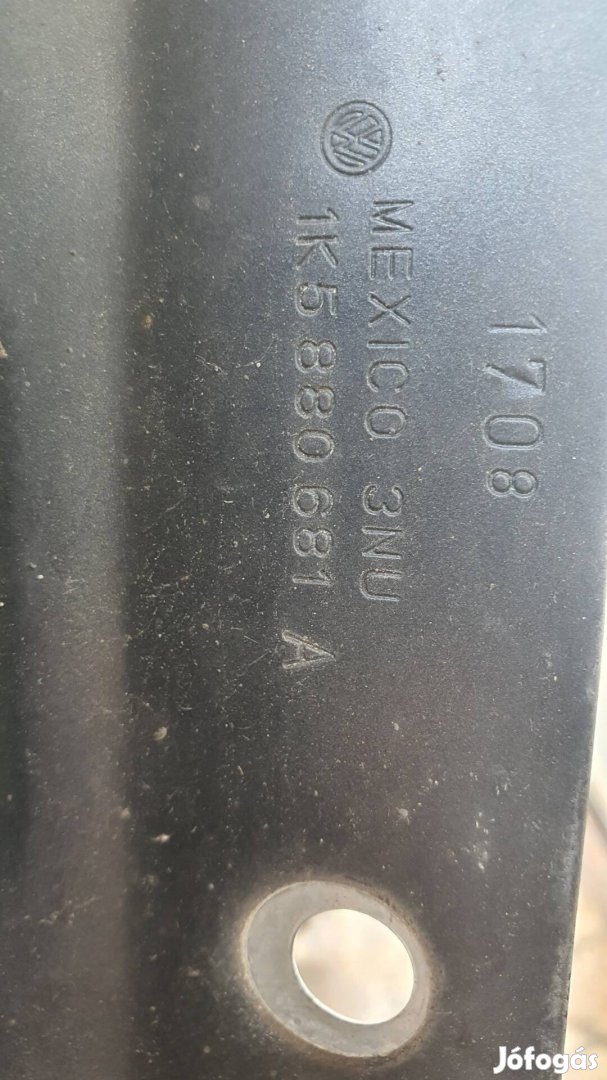 1708
MEXICO 3NU
1K5 880 681 A
Jófogás